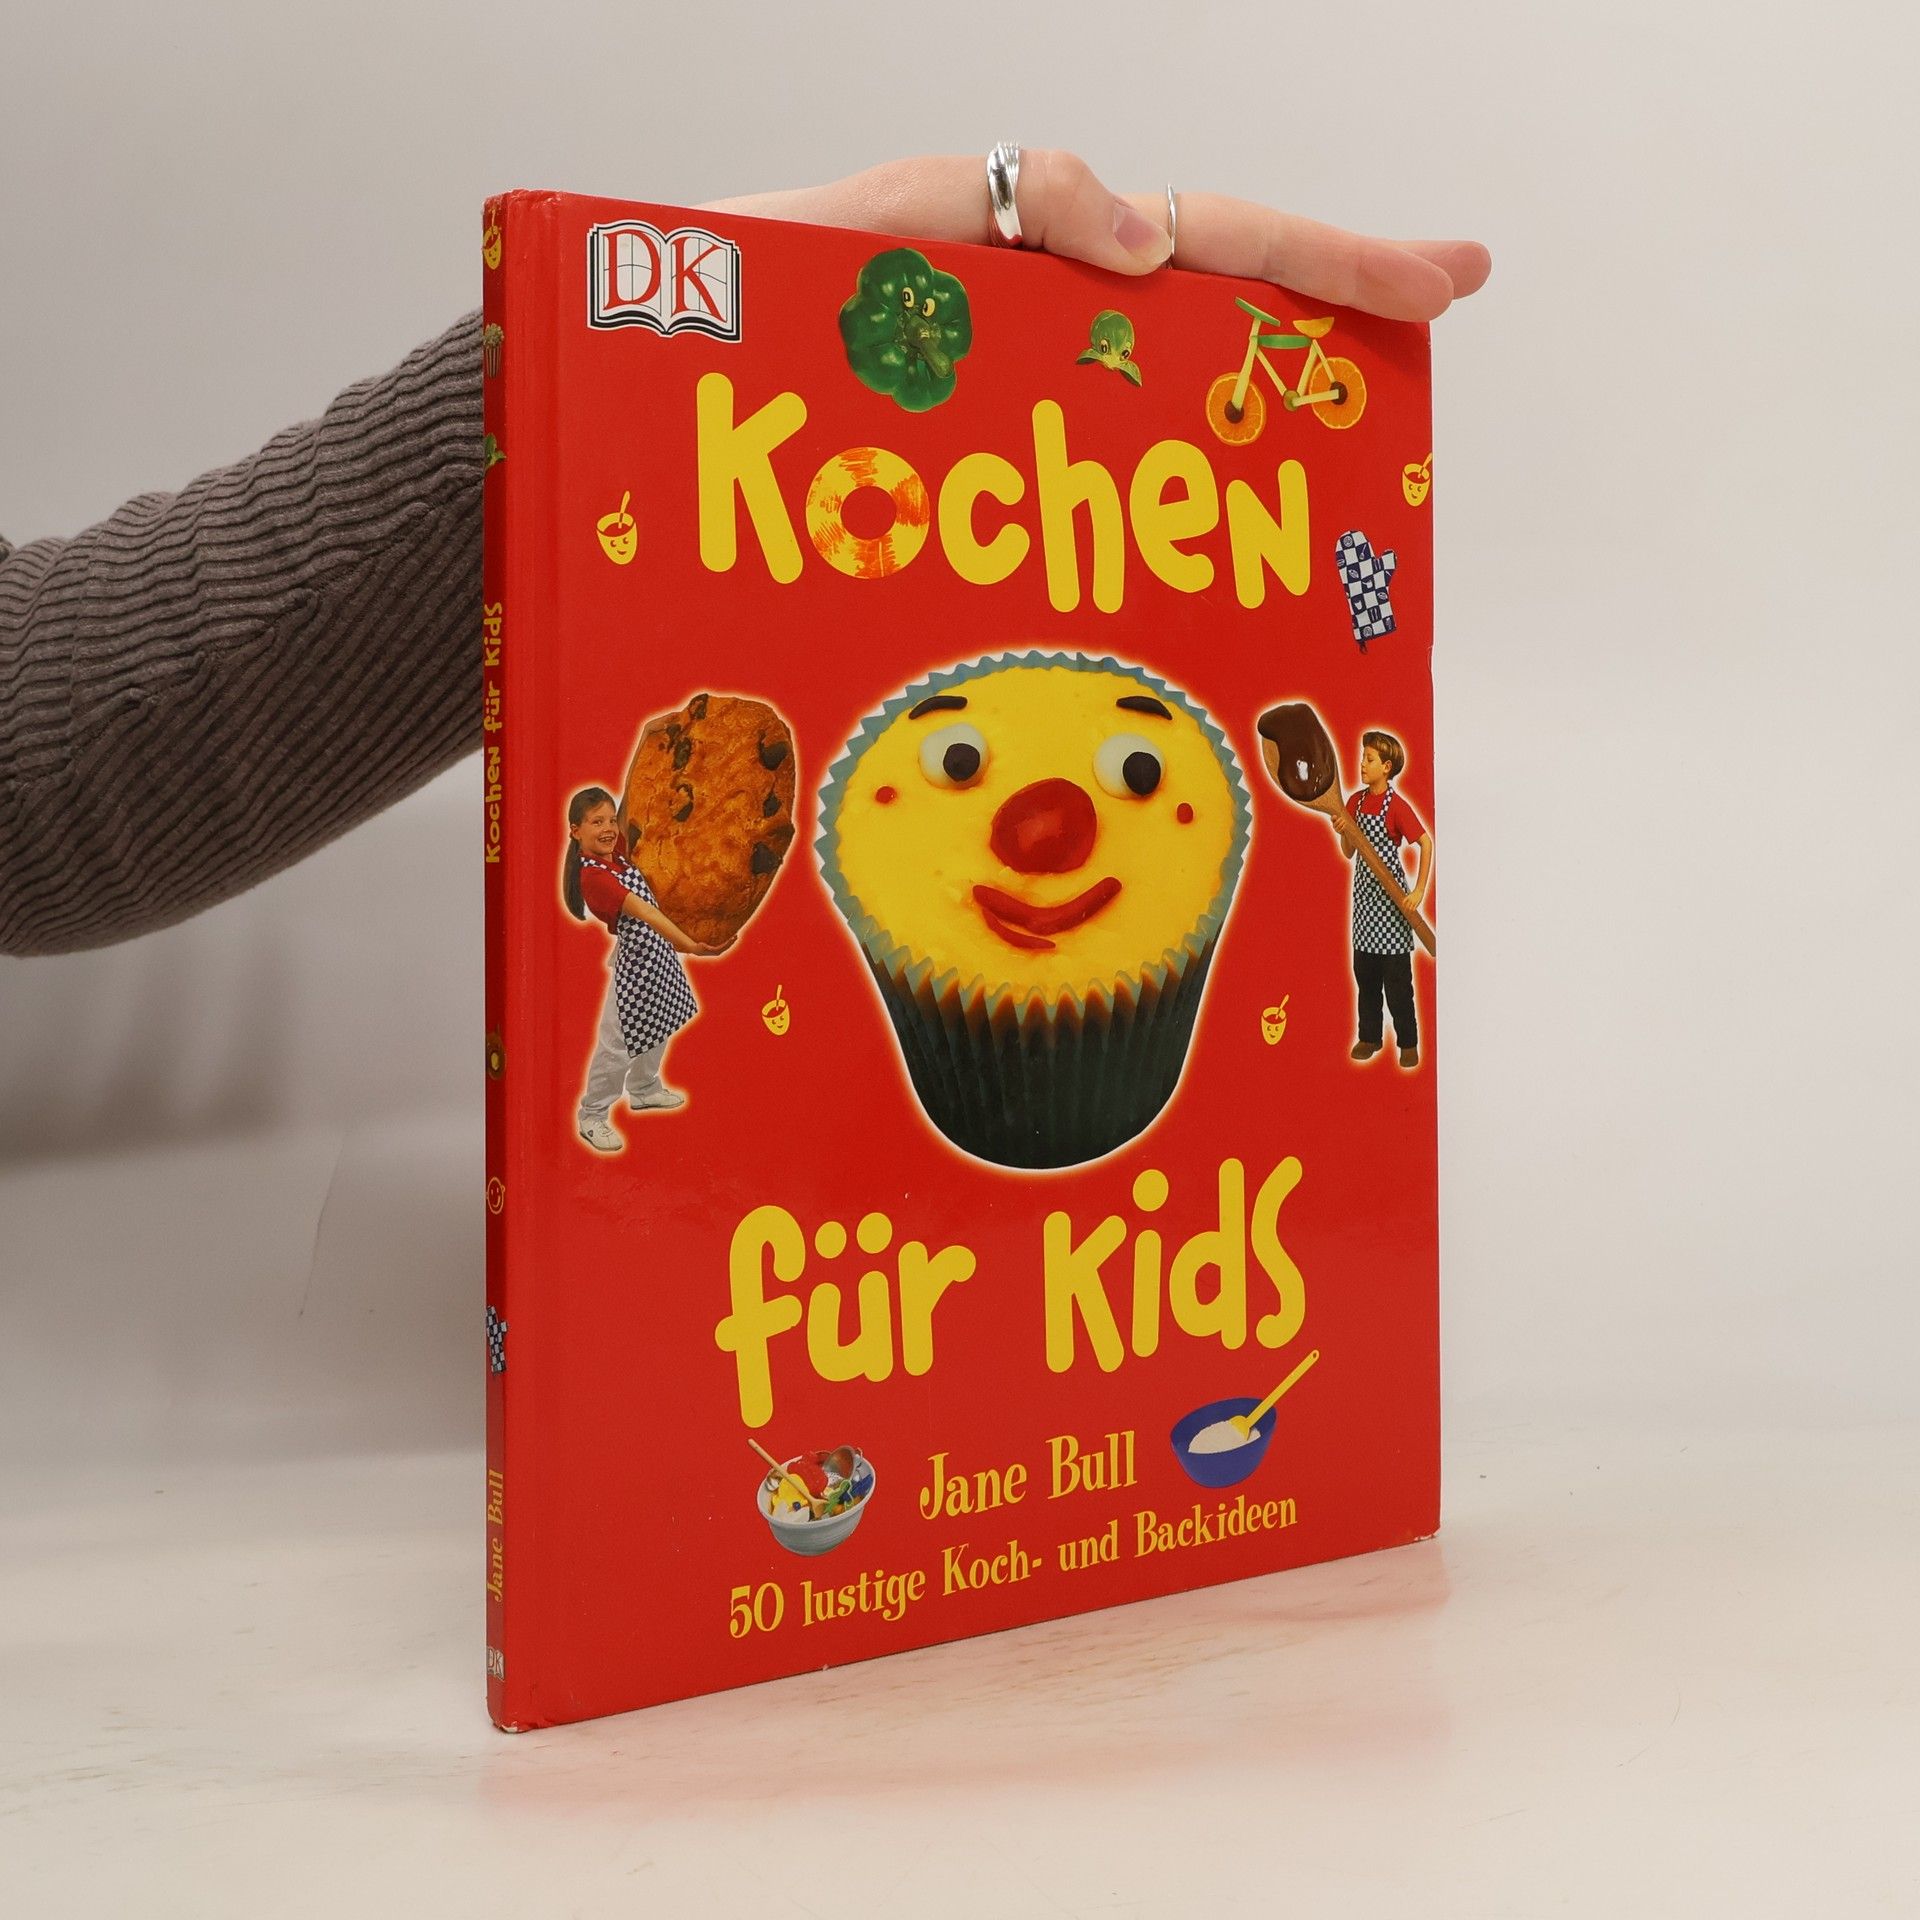 DK
Kochen
für Kids
Jane Bull
50 lustige Koch- und Backideen
Kochen für Kids
Jane Bull
DK